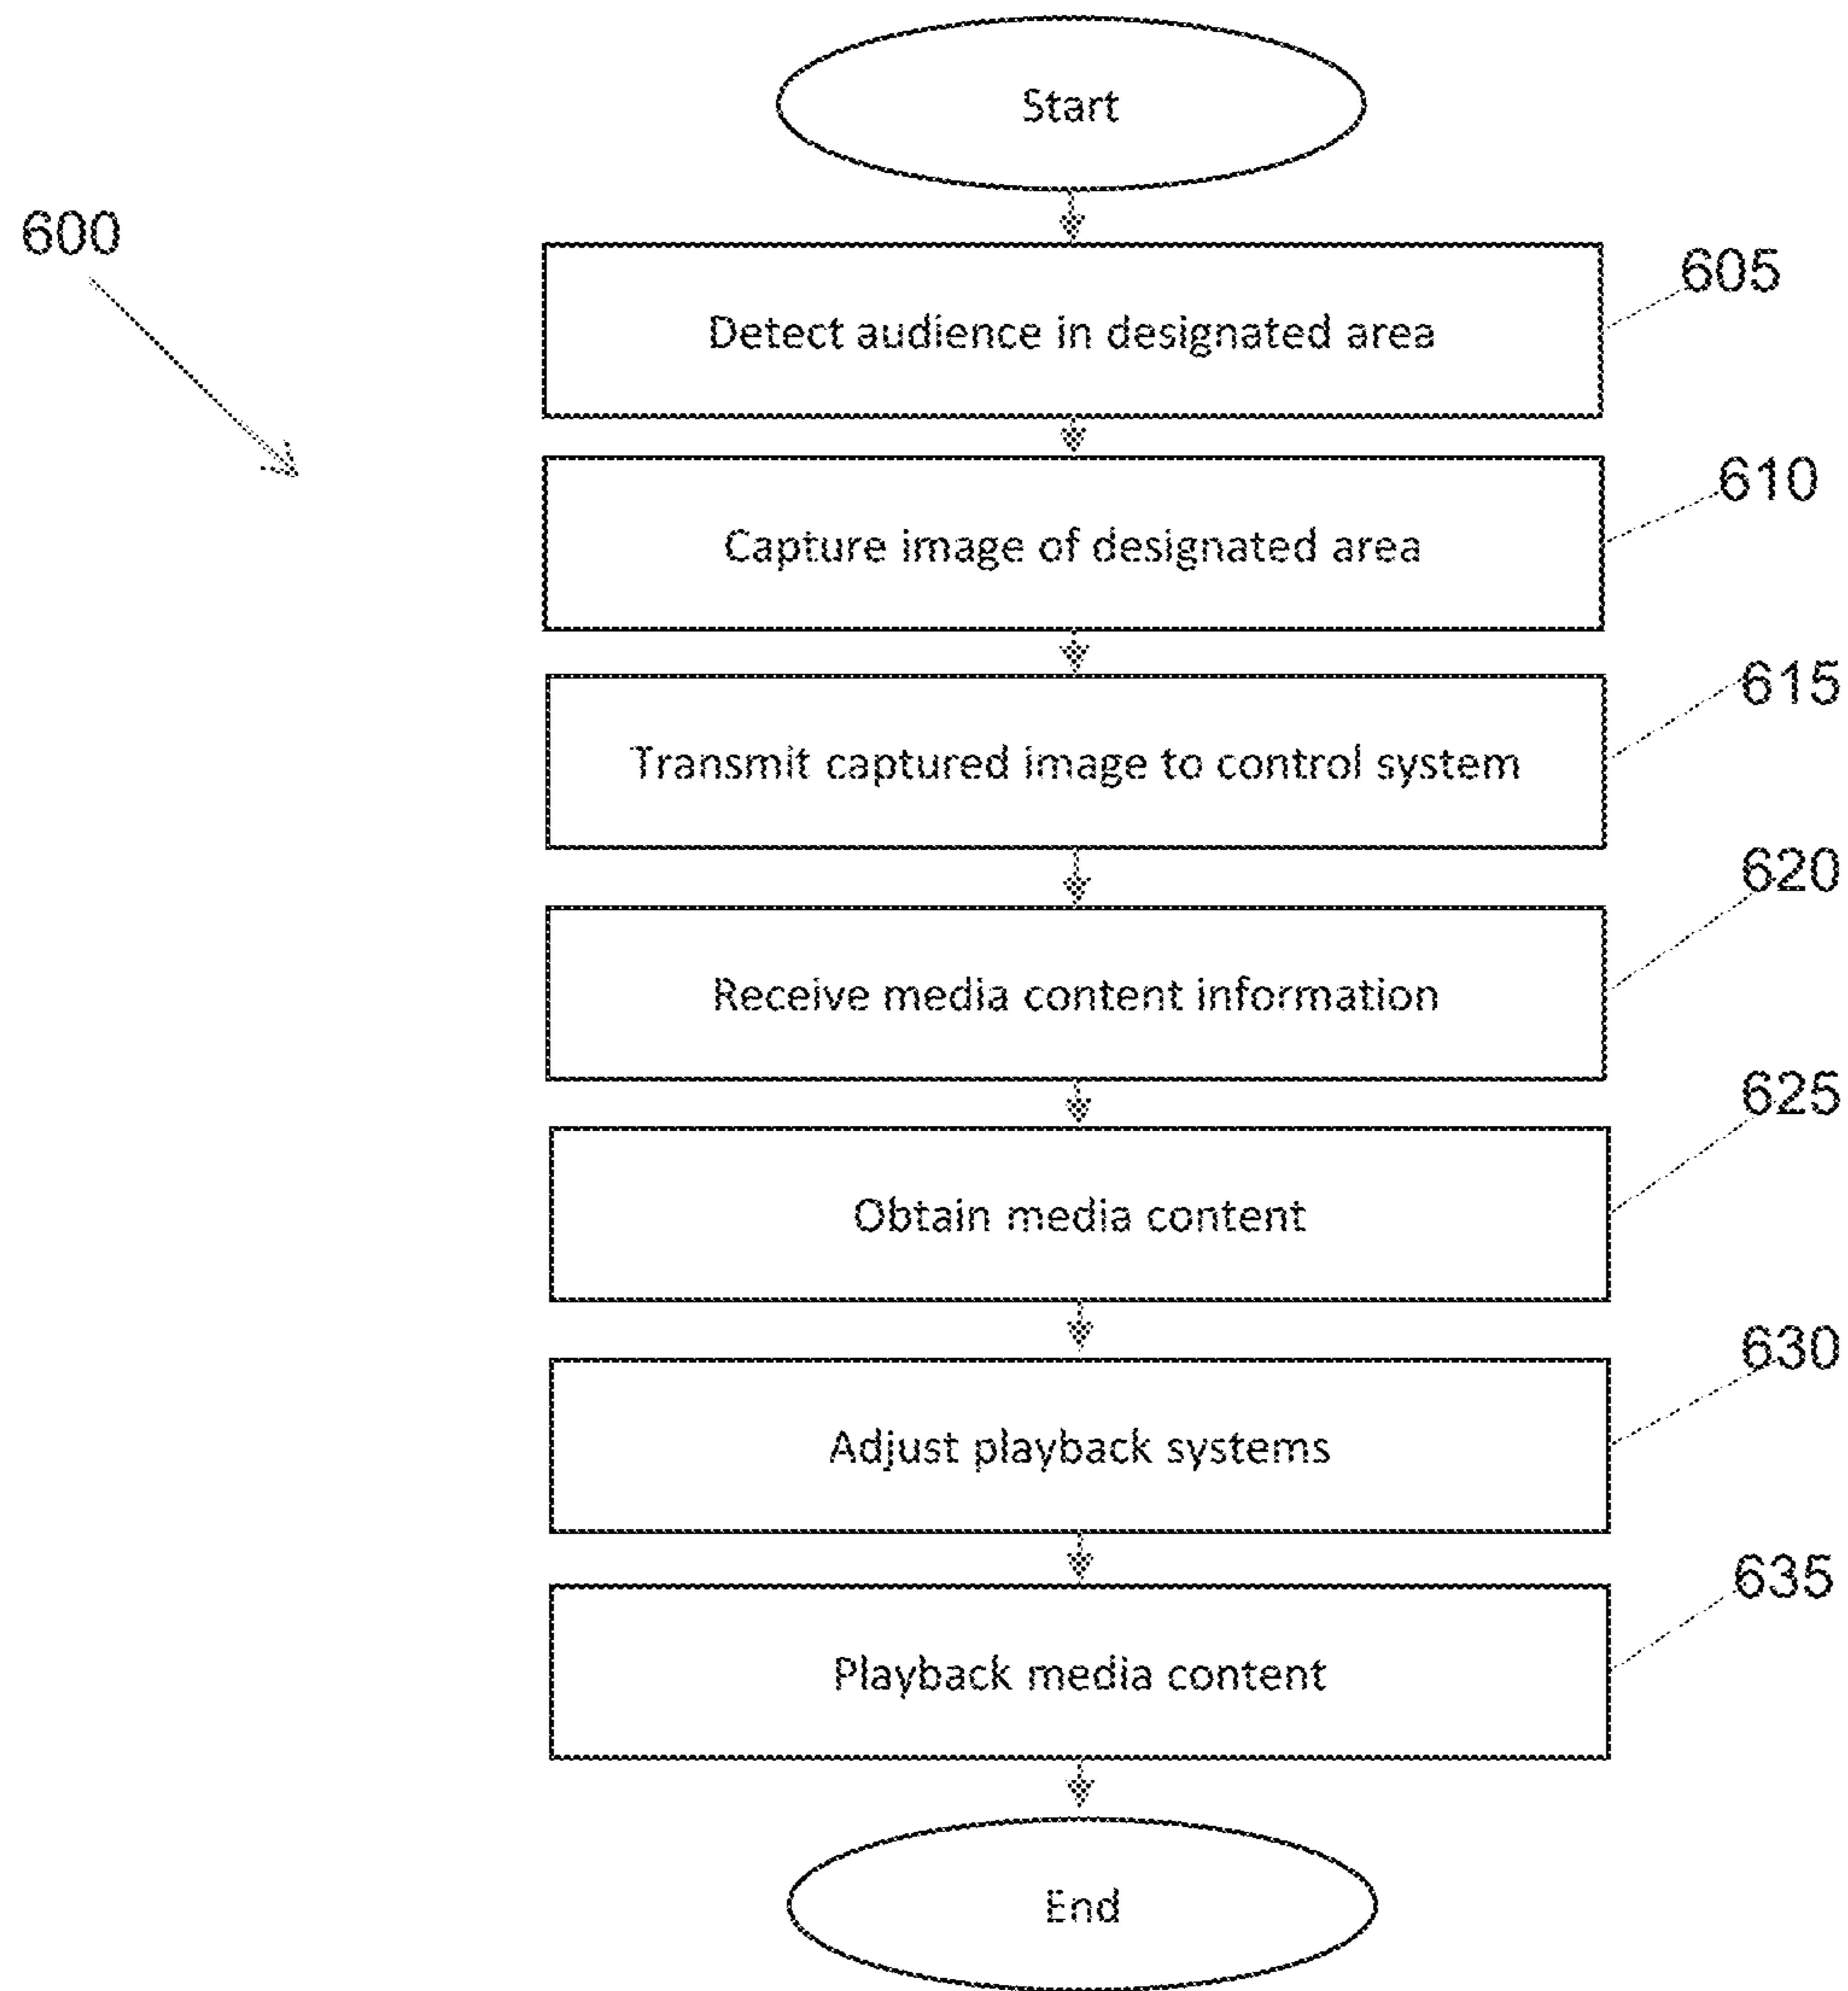 Start
600
605
Detect audience in designated area
610
Capture image of designated area
615
Transmit captured image to control system
620
Receive media content information
625
Obtain media content
630
Adjust playback systems
635
Playback media content
End